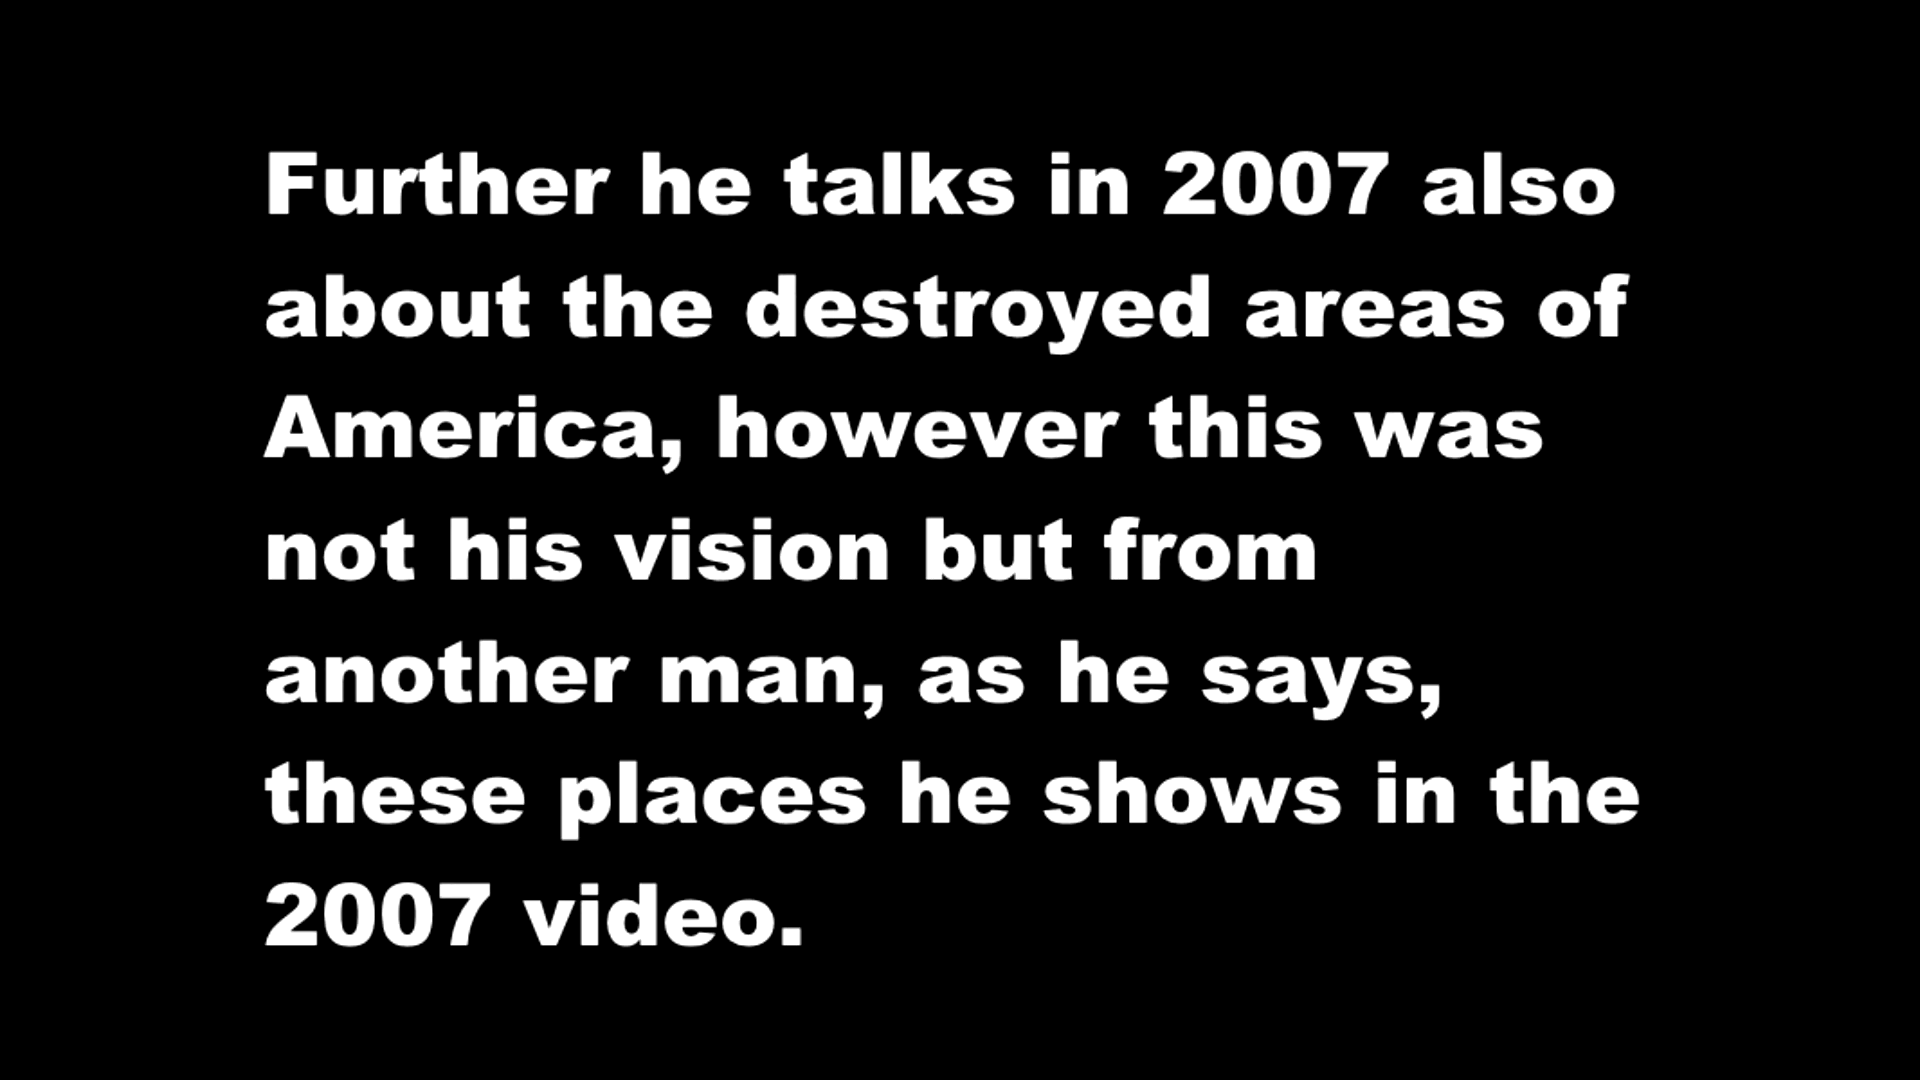 Further he talks in 2007 also
about the destroyed areas of
America, however this was
not his vision but from
another man, as he says,
these places he shows in the
2007 video.